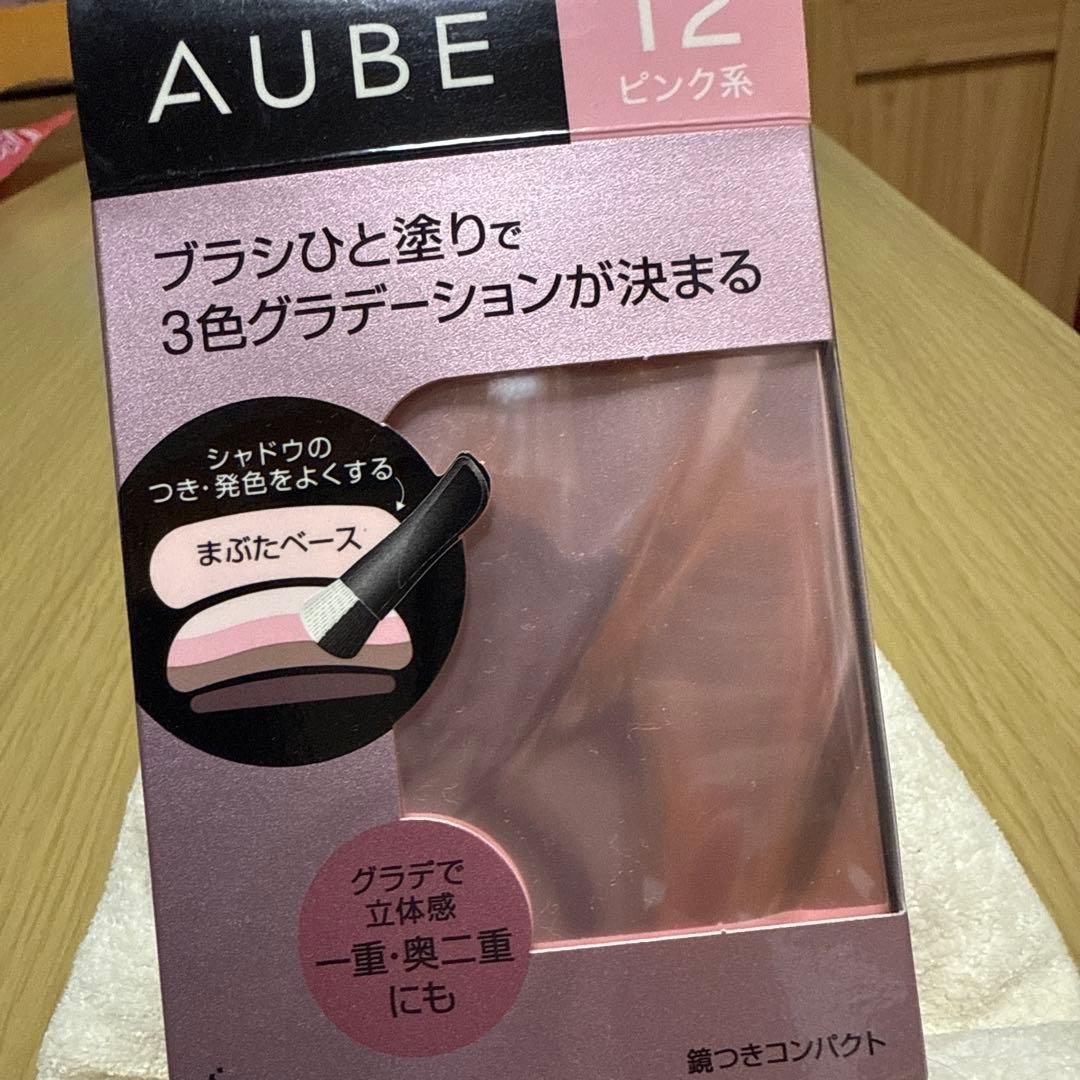 AUBE
12
ピンク系
ブラシひと塗りで
3色グラデーションが決まる
シャドウの
つき・発色をよくする
まぶたベース
グラデで
立体感
一重・奥二重
にも
鏡つきコンパクト